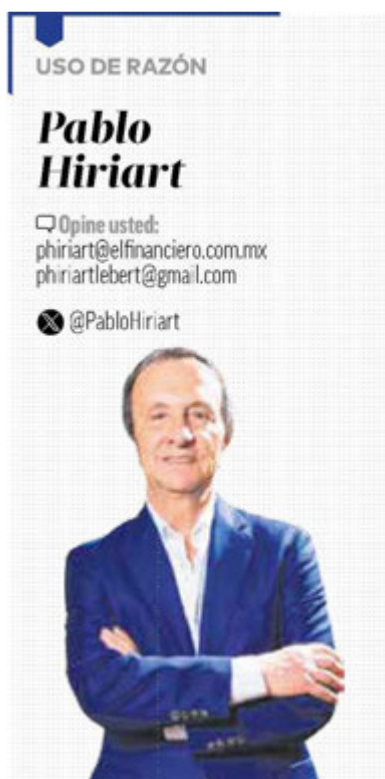 USO DE RAZÓN
Pablo
Hiriart
Opine usted:
phiriart@elfinanciero.com.mx
phiriartlebert@gmail.com
@PabloHiriart